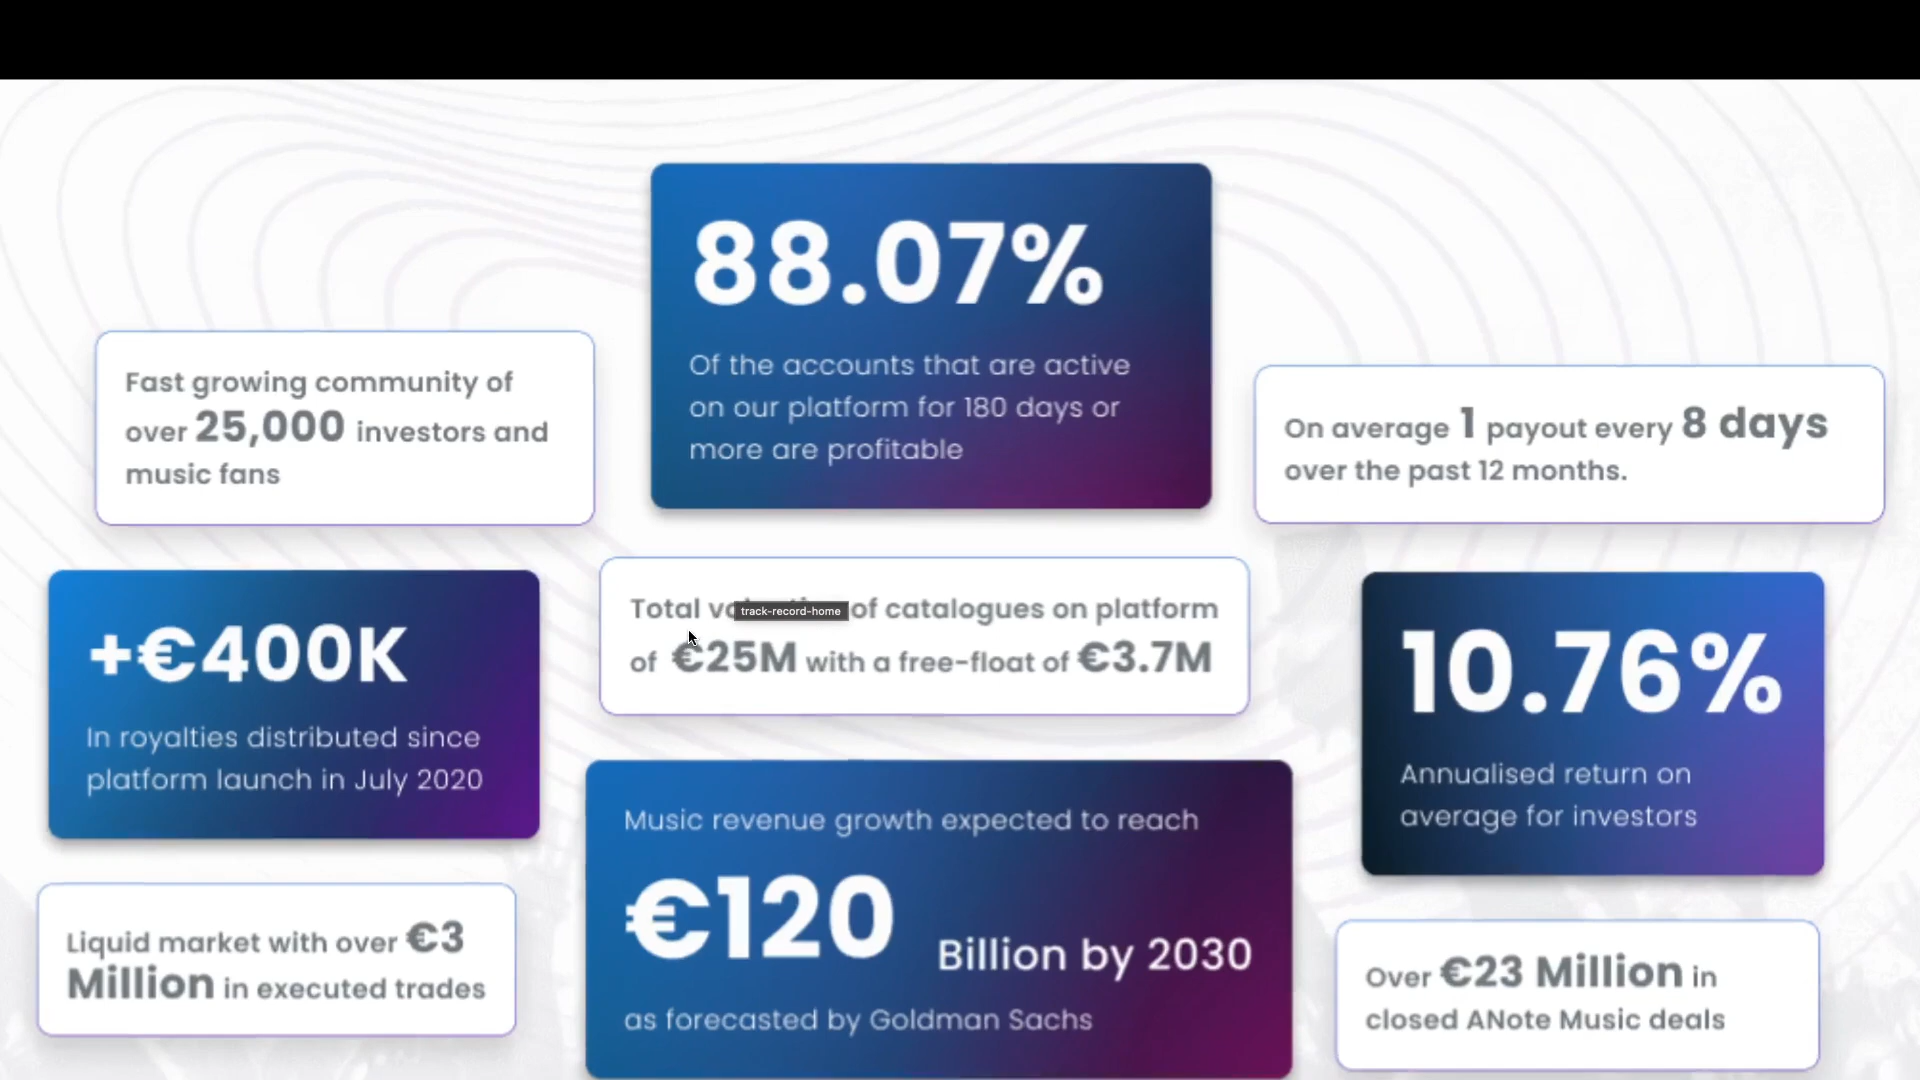 88.07%
Of the accounts that are active
on our platform for 180 days or
more are profitable
Fast growing community of
over 25,000 investors and
music fans
On average 1 payout every 8 days
over the past 12 months.
+€400K
In royalties distributed since
platform launch in July 2020
Total of catalogues on platform
track-record-home
of €25M with a free-float of €3.7M
10.76%
Annualised return on
average for investors
Music revenue growth expected to reach
€120 Billion by 2030
as forecasted by Goldman Sachs
Liquid market with over €3
Million in executed trades
Over €23 Million in
closed ANote Music deals